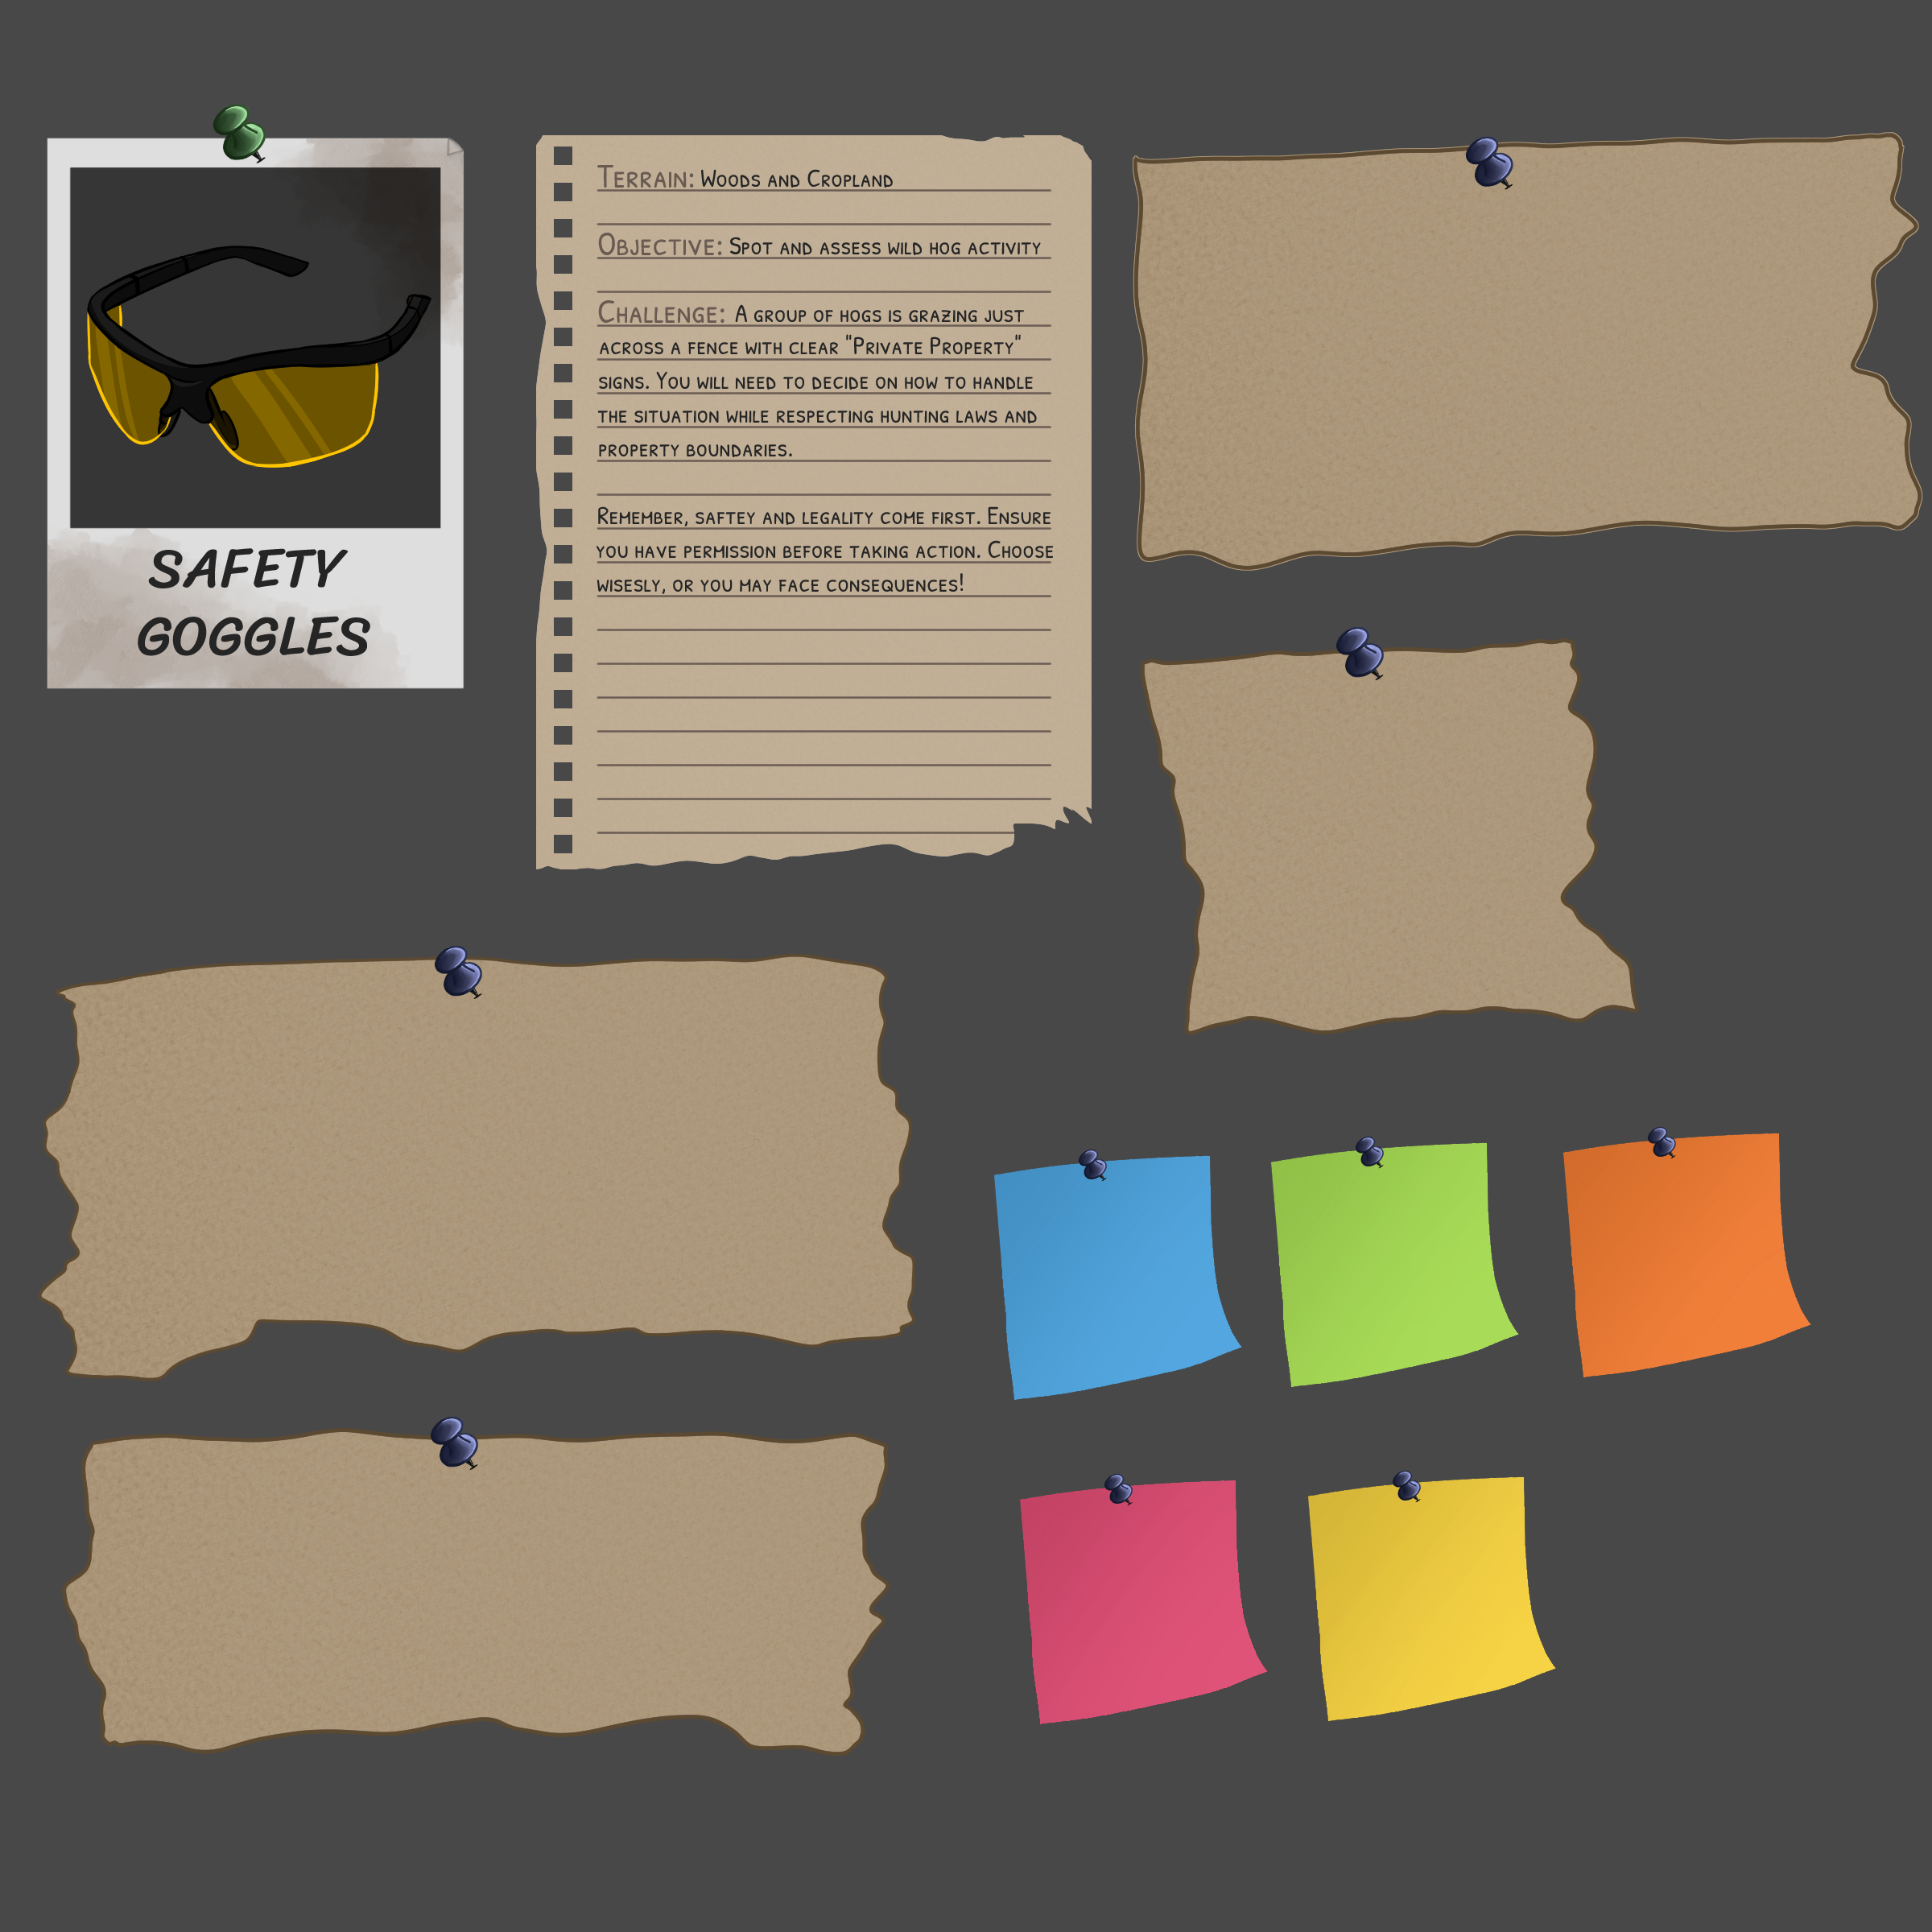 SAFETY
GOGGLES
Terrain: Woods and Cropland
Objective: Spot and assess wild hog activity
Challenge: A group of hogs is grazing just
across a fence with clear "Private Property"
signs. You will need to decide on how to handle
the situation while respecting hunting laws and
property boundaries.
Remember, saftey and legality come first. Ensure
you have permission before taking action. Choose
wisesly, or you may face consequences!